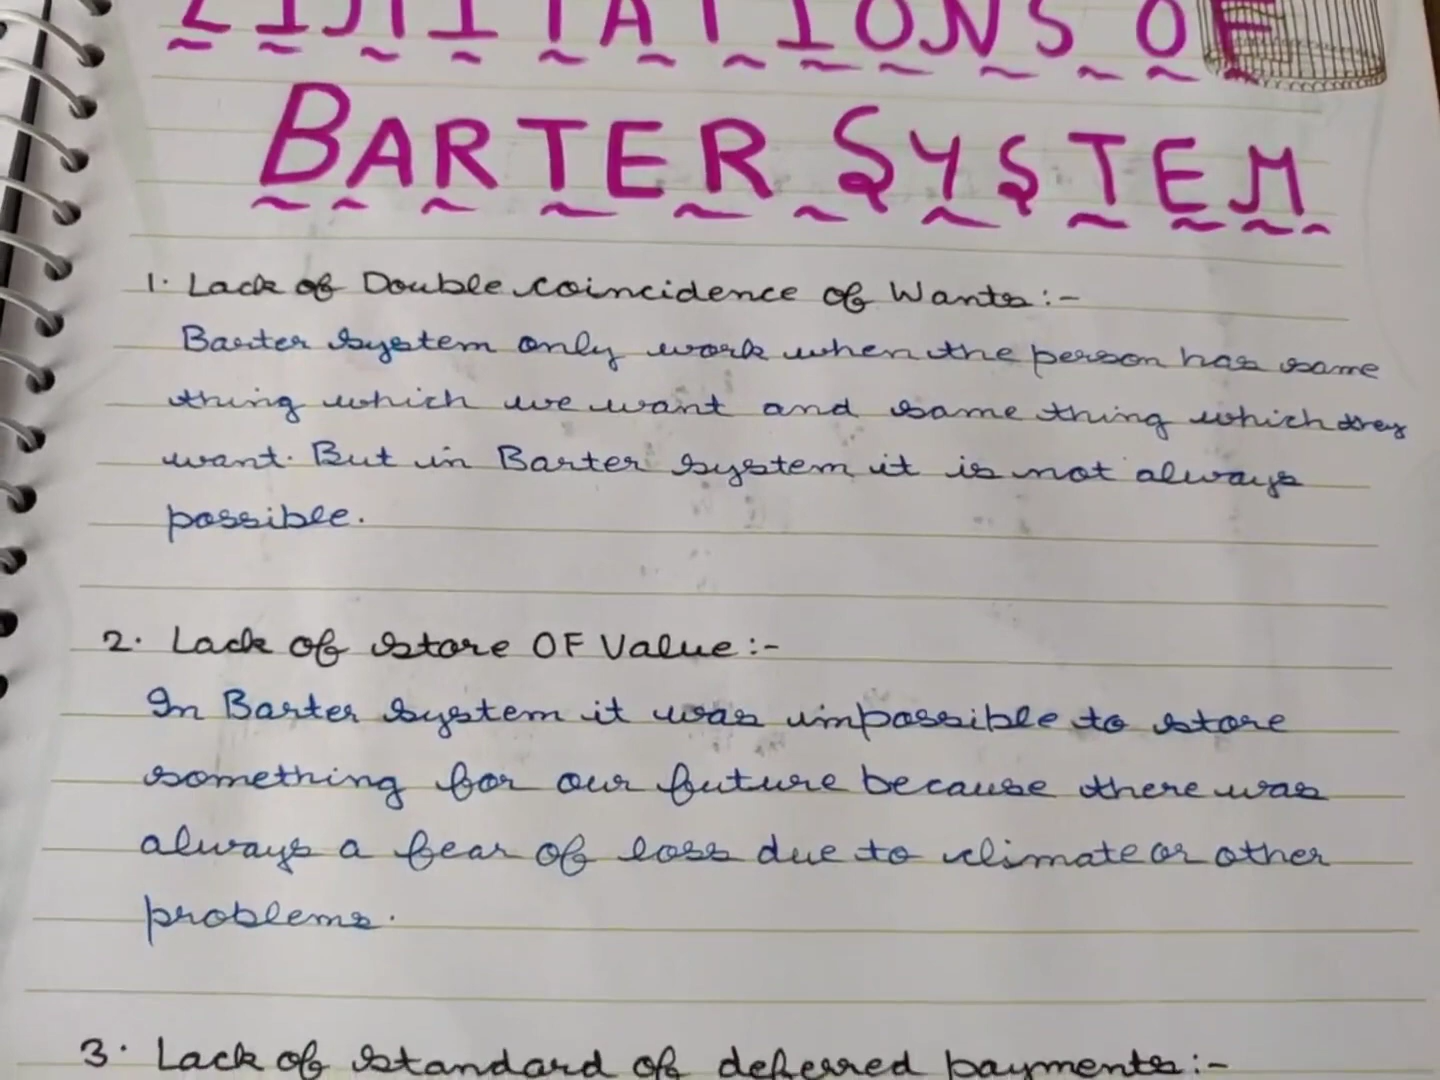 LIMITATIONS OF
BARTER SYSTEM
1. Lack of Double coincidence of Wants:-
Barter system only work when the person has same
thing which we want and same thing which they
want. But in Barter system it is not always
possible.
2. Lack of store OF Value:-
In Barter system it was impossible to store
something for our future because there was
always a fear of loss due to climate or other
problems.
3. Lack of standard of deferred payments:-